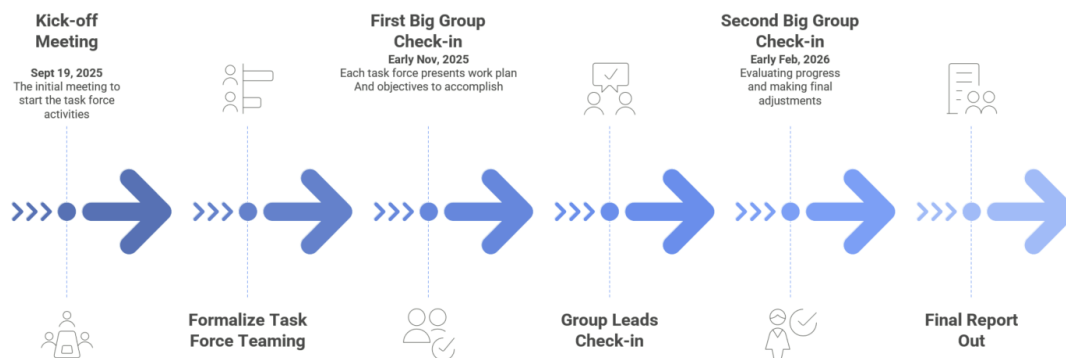 Kick-off
Meeting
Sept 19, 2025
The initial meeting to
start the task force
activities
Formalize Task
Force Teaming
First Big Group
Check-in
Early Nov, 2025
Each task force presents work plan
And objectives to accomplish
Group Leads
Check-in
Second Big Group
Check-in
Early Feb, 2026
Evaluating progress
and making final
adjustments
Final Report
Out